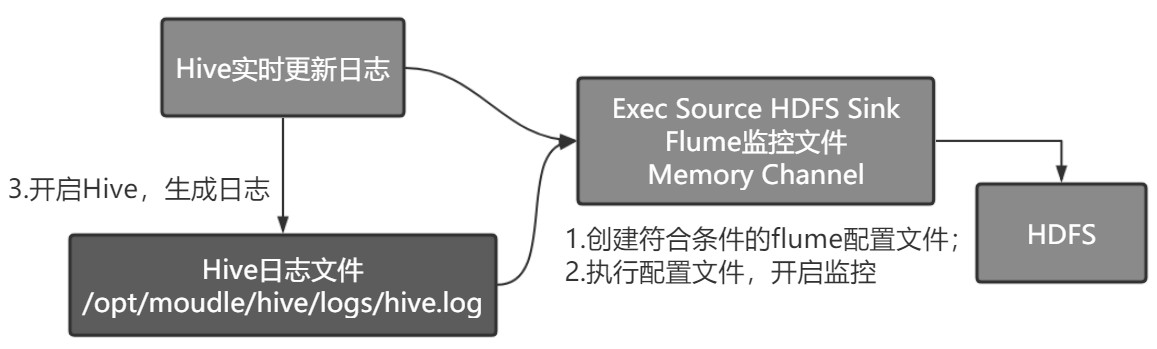 Hive实时更新日志
Exec Source HDFS Sink
Flume监控文件
Memory Channel
3.开启Hive，生成日志
HDFS
1.创建符合条件的flume配置文件；
2.执行配置文件，开启监控
Hive日志文件
/opt/moudle/hive/logs/hive.log